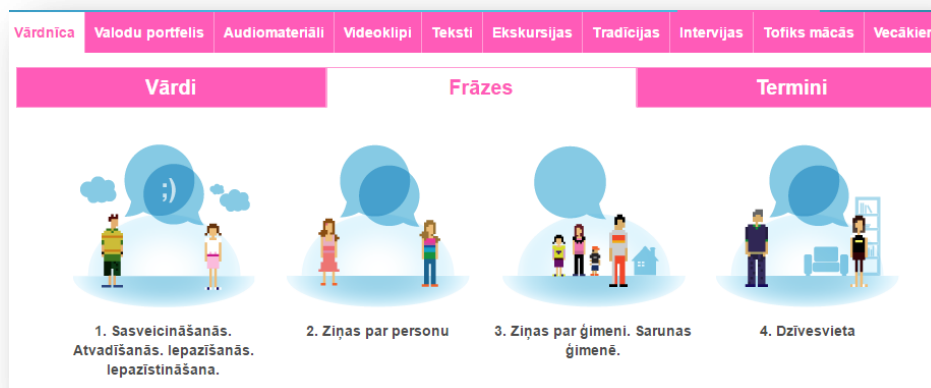 Vārdnīca Valodu portfelis Audiomateriāli Videoklipi Teksti Ekskursijas Tradīcijas Intervijas Tofiks mācās Vecākiem
Vārdi Frāzes Termini
;)
1. Sasveicināšanās.
Atvadīšanās. Iepazīšanās.
Iepazīstināšana.
2. Ziņas par personu
3. Ziņas par ģimeni. Sarunas
ģimenē.
4. Dzīvesvieta